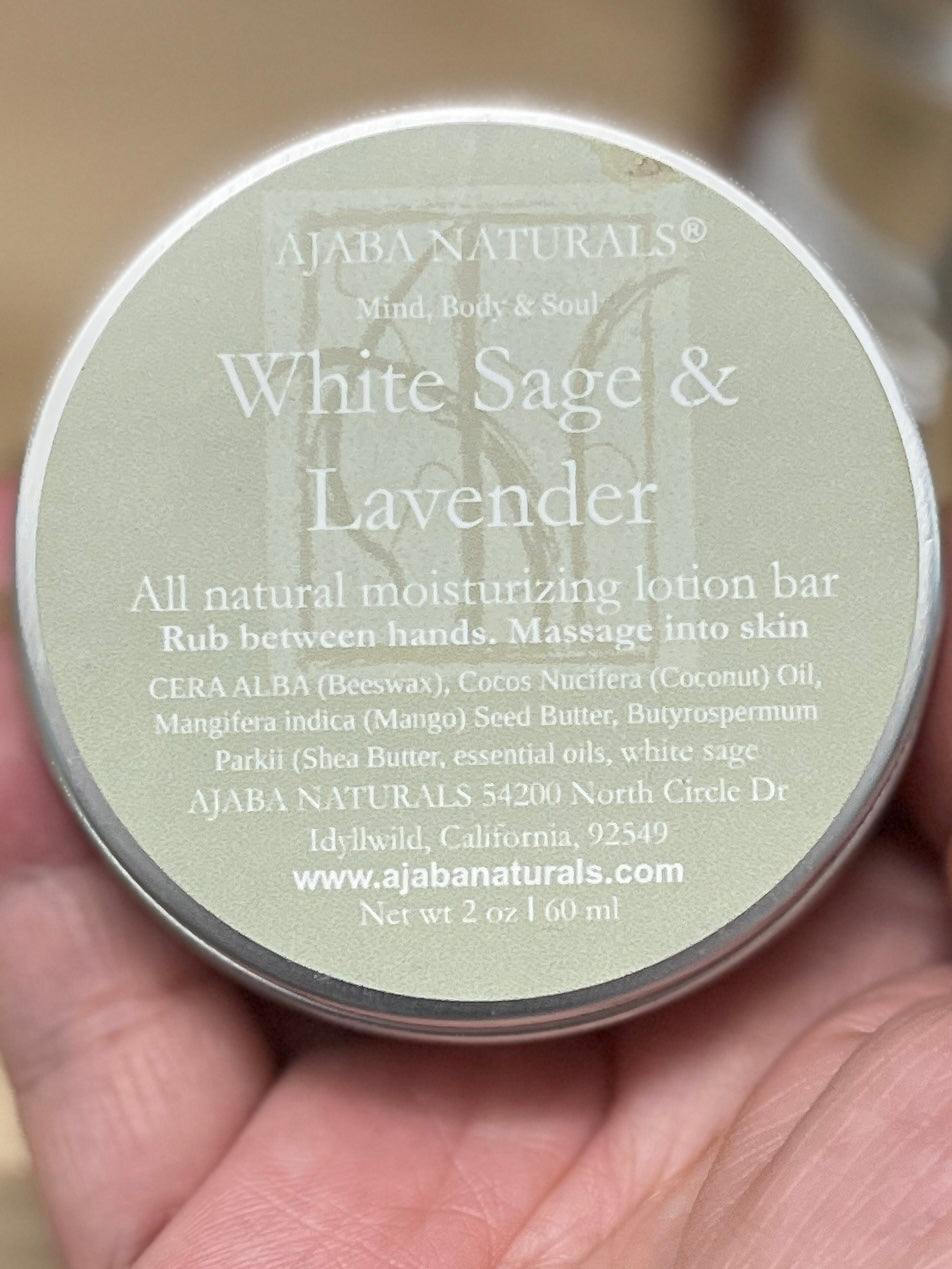 AJABA NATURALS®
Mind, Body & Soul
White Sage &
Lavender
All natural moisturizing lotion bar
Rub between hands. Massage into skin
CERA ALBA (Beeswax), Cocos Nucifera (Coconut) Oil,
Mangifera indica (Mango) Seed Butter, Butyrospermum
Parkii (Shea Butter, essential oils, white sage
AJABA NATURALS 54200 North Circle Dr
Idyllwild, California, 92549
www.ajabanaturals.com
Net wt 2 oz | 60 ml